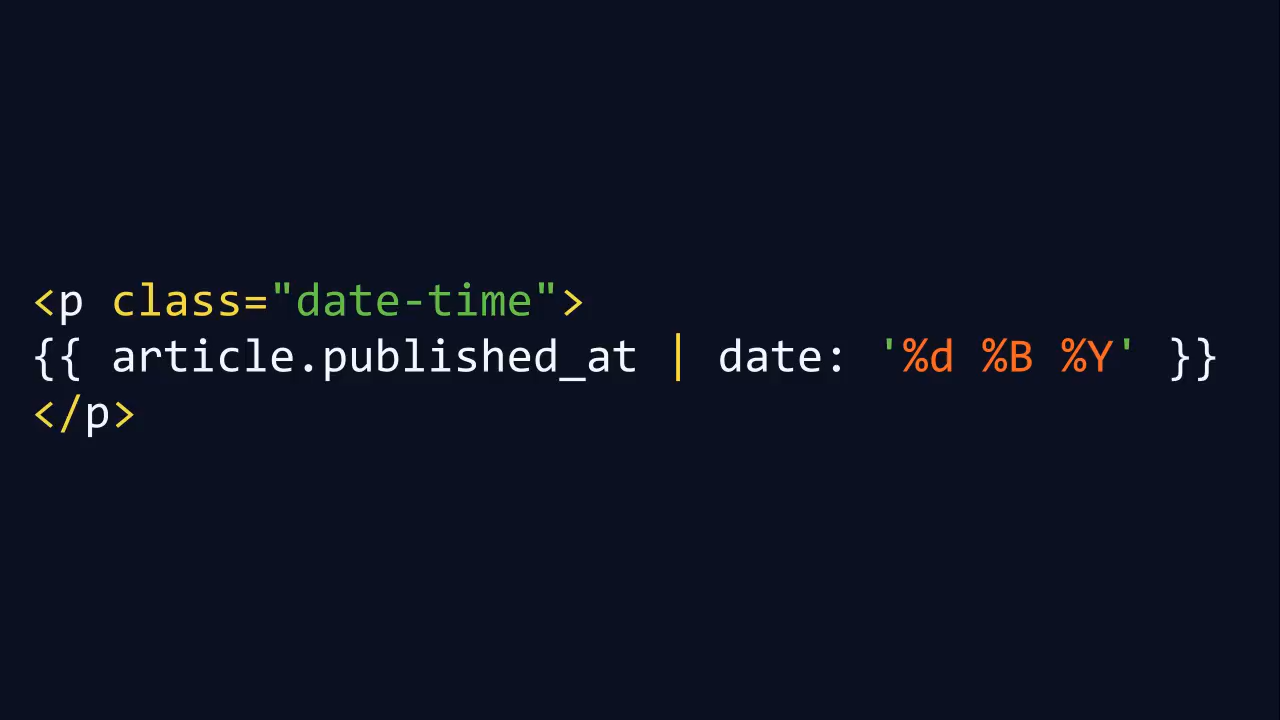 <p class="date-time">
{{ article.published_at | date: '%d %B %Y' }}
</p>